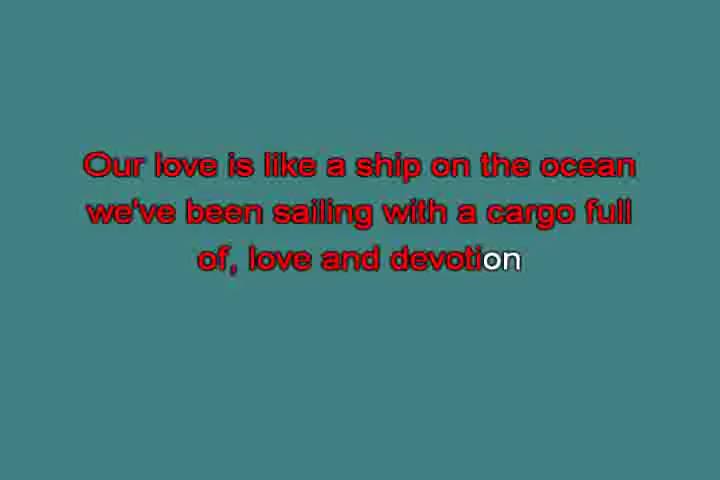 Our love is like a ship on the ocean
we've been sailing with a cargo full
of, love and devotion